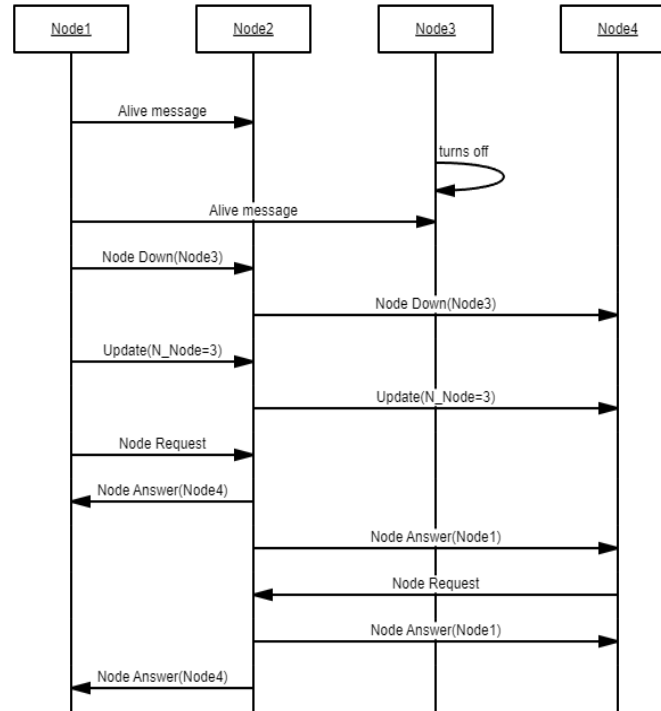 Node1
Node2
Node3
Node4
Alive message
turns off
Alive message
Node Down(Node3)
Node Down(Node3)
Update(N_Node=3)
Update(N_Node=3)
Node Request
Node Answer(Node4)
Node Answer(Node1)
Node Request
Node Answer(Node1)
Node Answer(Node4)